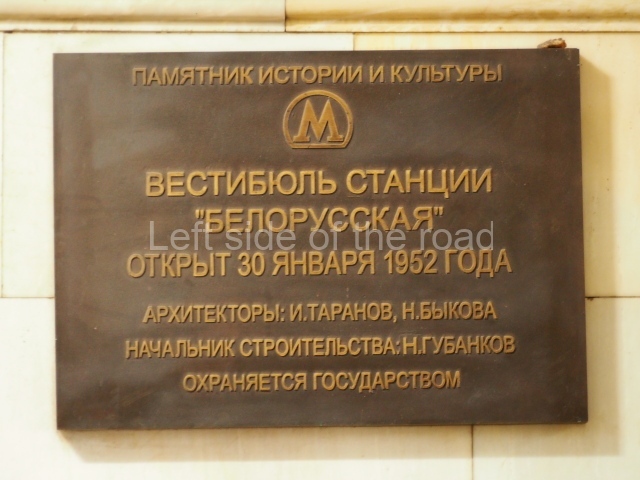 ПАМЯТНИК ИСТОРИИ И КУЛЬТУРЫ
М
ВЕСТИБЮЛЬ СТАНЦИИ
"БЕЛОРУССКАЯ"
Left side of the road
ОТКРЫТ 30 ЯНВАРЯ 1952 ГОДА
АРХИТЕКТОРЫ: И.ТАРАНОВ, Н.БЫКОВА
НАЧАЛЬНИК СТРОИТЕЛЬСТВА: Н.ГУБАНКОВ
ОХРАНЯЕТСЯ ГОСУДАРСТВОМ